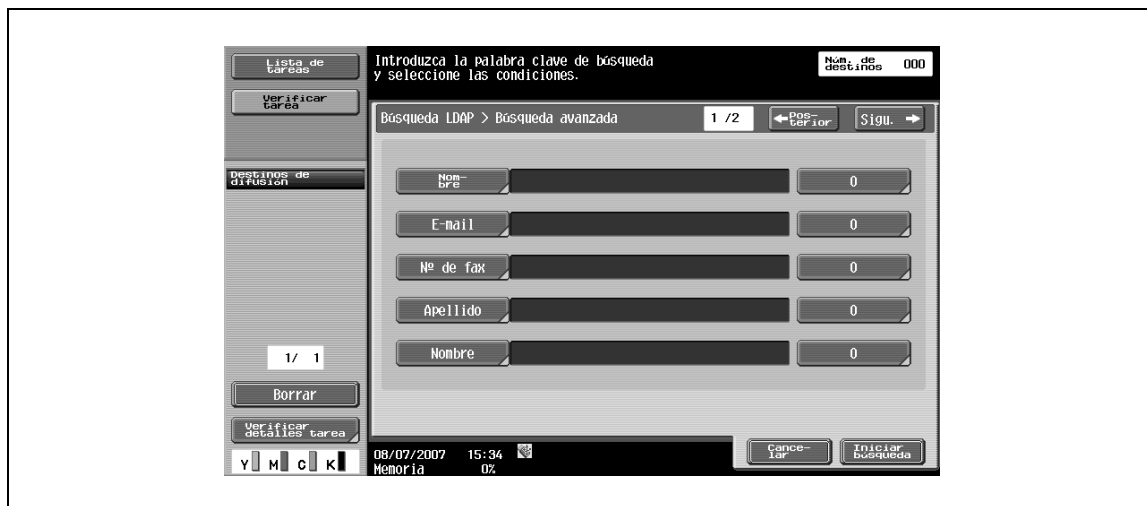 Lista de
tareas
Verificar
tarea
Destinos de
difusión
1/ 1
Borrar
Verificar
detalles tarea
Y M C K
Introduzca la palabra clave de búsqueda
y seleccione las condiciones.
Núm. de
destinos 000
Búsqueda LDAP > Búsqueda avanzada 1 /2 ←Pos-
terior Sigu. →
Nom-
bre 0
E-mail 0
Nº de fax 0
Apellido 0
Nombre 0
08/07/2007 15:34
Memoria 0%
Cance-
lar
Iniciar
búsqueda